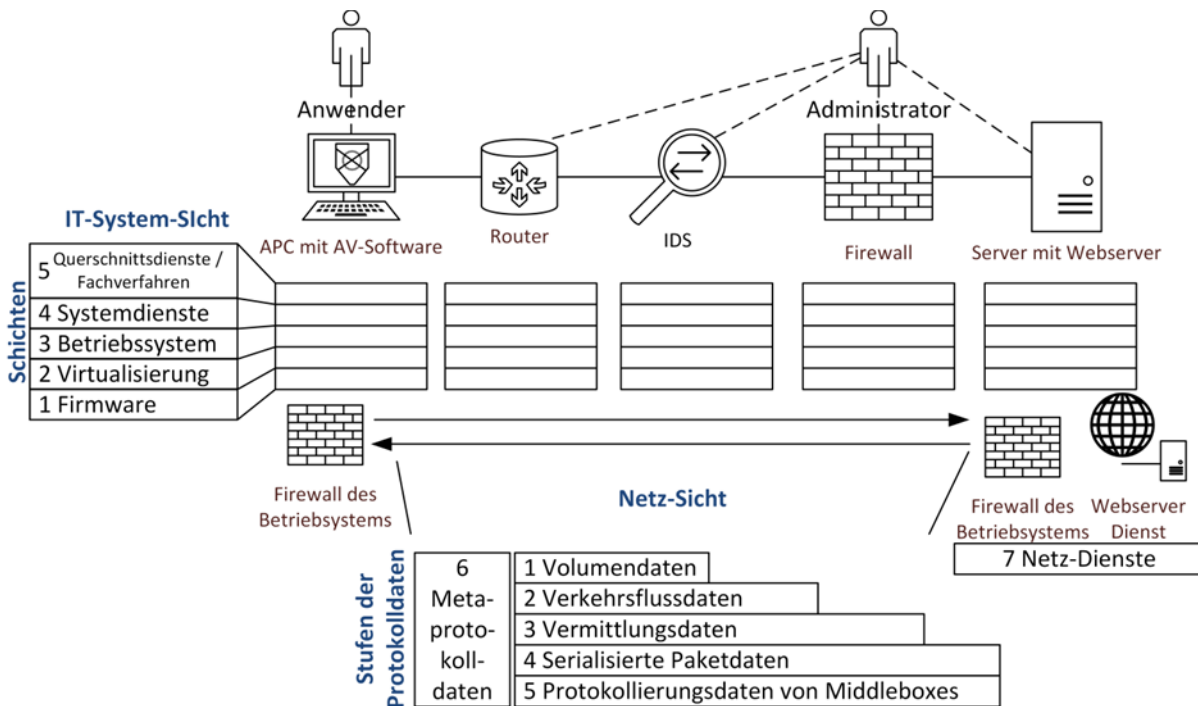 Anwender
Administrator
IT-System-SIcht
APC mit AV-Software
Router
IDS
Firewall
Server mit Webserver
Schichten
5 Querschnittsdienste /
Fachverfahren
4 Systemdienste
3 Betriebssystem
2 Virtualisierung
1 Firmware
Firewall des
Betriebsystems
Netz-Sicht
Firewall des
Betriebsystems
Webserver
Dienst
7 Netz-Dienste
Stufen der
Protokolldaten
6
Meta-
proto-
koll-
daten
1 Volumendaten
2 Verkehrsflussdaten
3 Vermittlungsdaten
4 Serialisierte Paketdaten
5 Protokollierungsdaten von Middleboxes